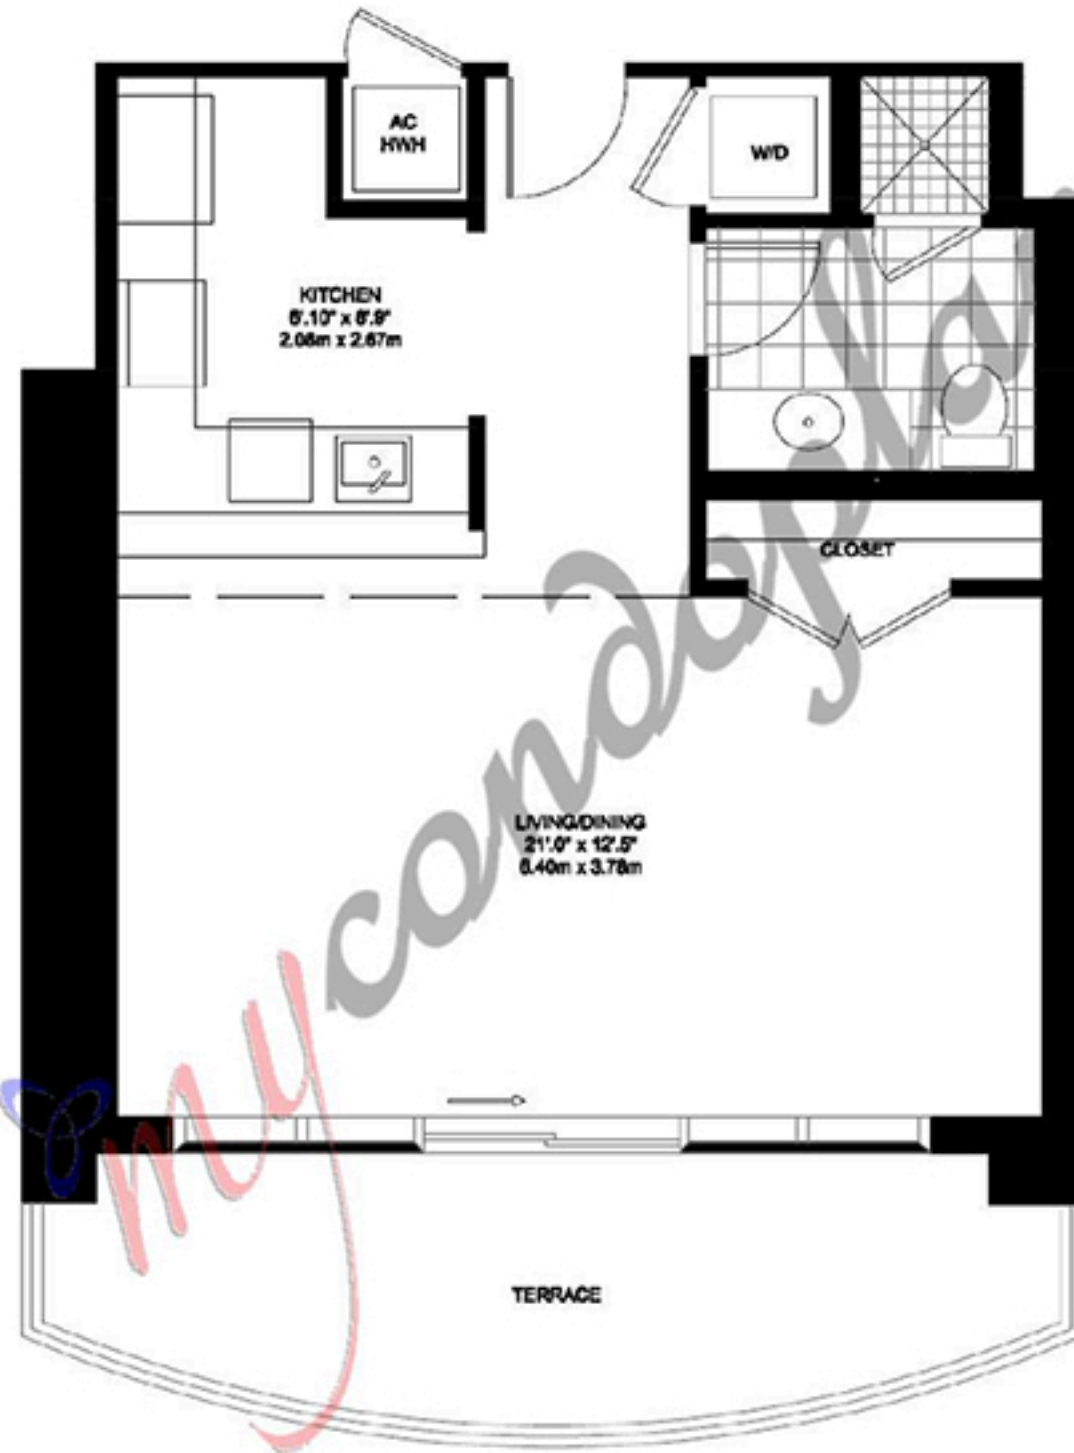 AC
HWH
W/D
KITCHEN
6'.10" x 8'.9"
2.08m x 2.67m
CLOSET
LIVING/DINING
21'.0" x 12'.5"
6.40m x 3.78m
TERRACE
mycondopla